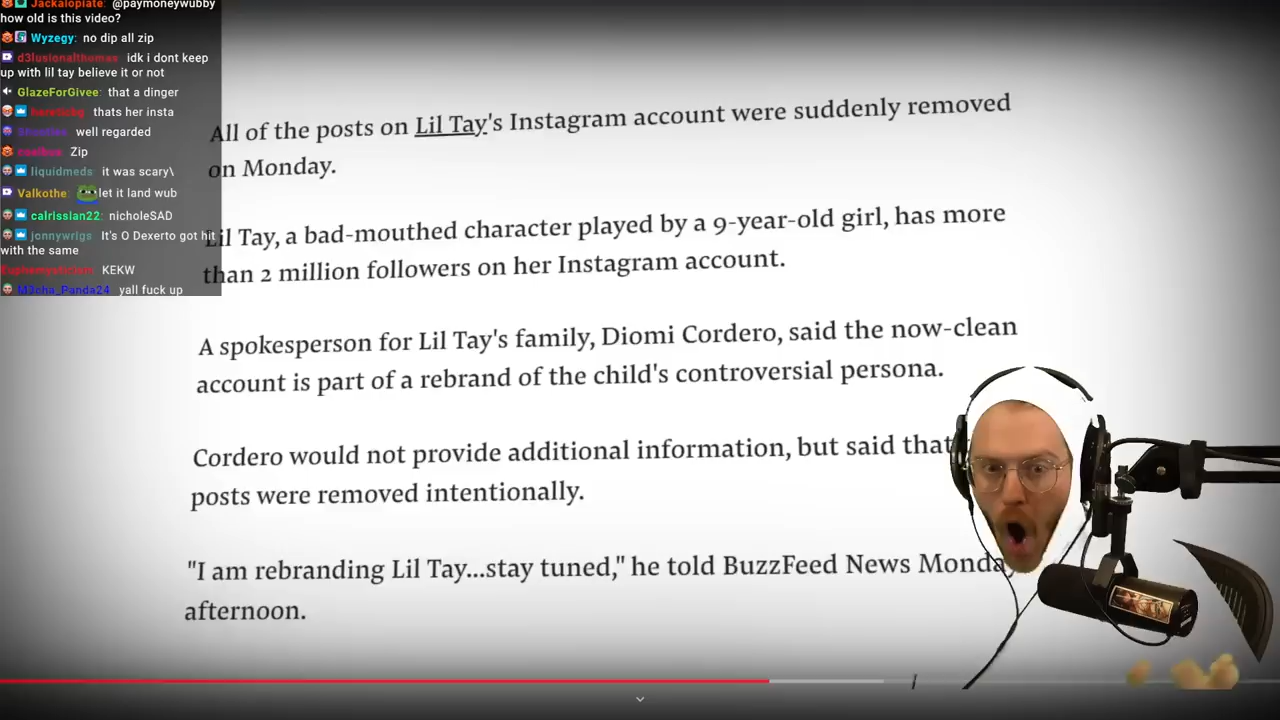 Jackalopiate: @paymoneywubby
how old is this video?
Wyzegy: no dip all zip
d3lusionalthomas idk i dont keep
up with lil tay believe it or not
GlazeForGivee: that a dinger
thats her insta
well regarded
Zip
liquidmeds it was scary\
Valkothe: let it land wub
calrissian22: nicholeSAD
jonnywrigs It's O Dexerto got hit
with the same
KEKW
M3cha_Panda24 yall fuck up
All of the posts on Lil Tay's Instagram account were suddenly removed
on Monday.
Lil Tay, a bad-mouthed character played by a 9-year-old girl, has more
than 2 million followers on her Instagram account.
A spokesperson for Lil Tay's family, Diomi Cordero, said the now-clean
account is part of a rebrand of the child's controversial persona.
Cordero would not provide additional information, but said that
posts were removed intentionally.
"I am rebranding Lil Tay...stay tuned," he told BuzzFeed News Monday
afternoon.